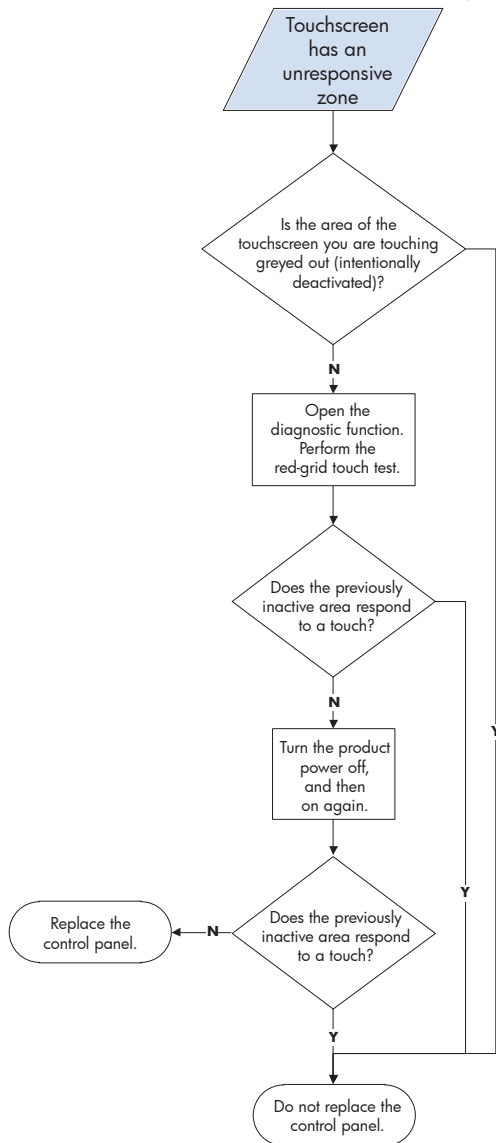 Touchscreen
has an
unresponsive
zone
Is the area of the
touchscreen you are touching
greyed out (intentionally
deactivated)?
N
Open the
diagnostic function.
Perform the
red-grid touch test.
Does the previously
inactive area respond
to a touch?
N
Turn the product
power off,
and then
on again.
Y
Y
Does the previously
inactive area respond
to a touch?
N
Replace the
control panel.
Y
Do not replace the
control panel.